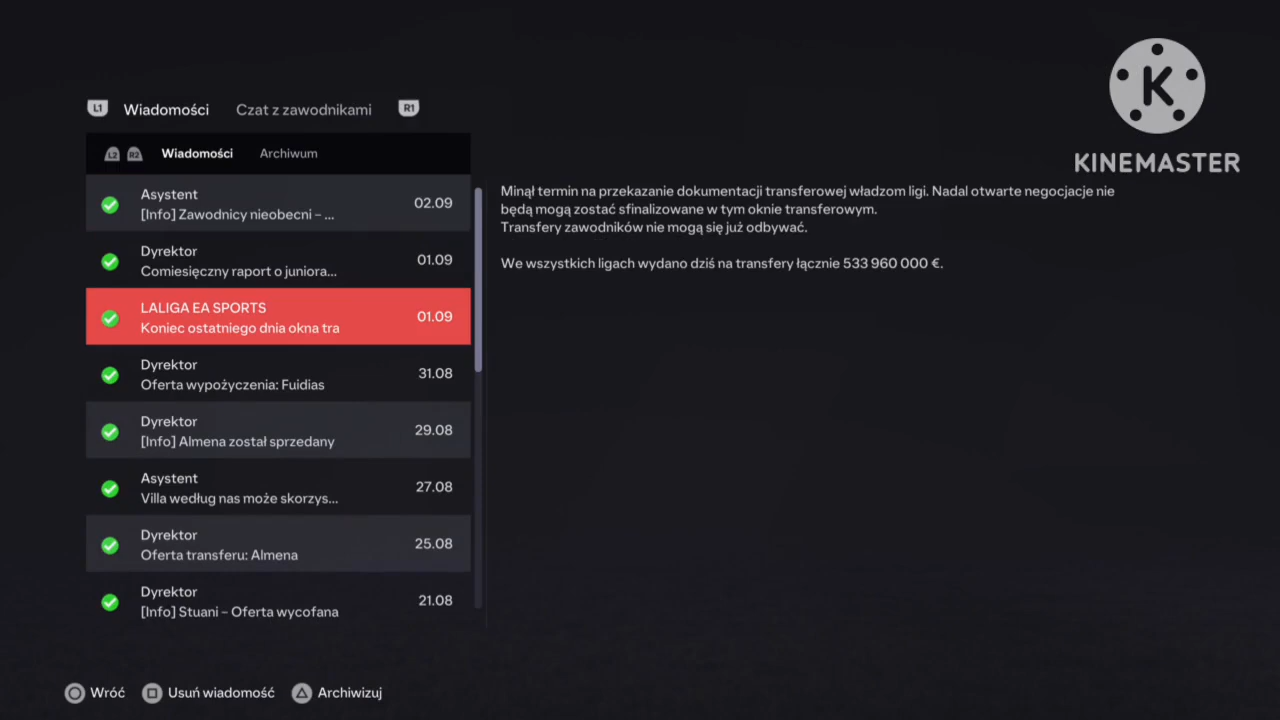 L1 Wiadomości Czat z zawodnikami R1
L2 R2 Wiadomości Archiwum
Asystent
[Info] Zawodnicy nieobecni – ...
02.09
Dyrektor
Comiesięczny raport o juniora...
01.09
LALIGA EA SPORTS
Koniec ostatniego dnia okna tra
01.09
Dyrektor
Oferta wypożyczenia: Fuidias
31.08
Dyrektor
[Info] Almena został sprzedany
29.08
Asystent
Villa według nas może skorzys...
27.08
Dyrektor
Oferta transferu: Almena
25.08
Dyrektor
[Info] Stuani – Oferta wycofana
21.08
Minął termin na przekazanie dokumentacji transferowej władzom ligi. Nadal otwarte negocjacje nie
będą mogą zostać sfinalizowane w tym oknie transferowym.
Transfery zawodników nie mogą się już odbywać.
We wszystkich ligach wydano dziś na transfery łącznie 533 960 000 €.
K
KINEMASTER
Wróć Usuń wiadomość Archiwizuj